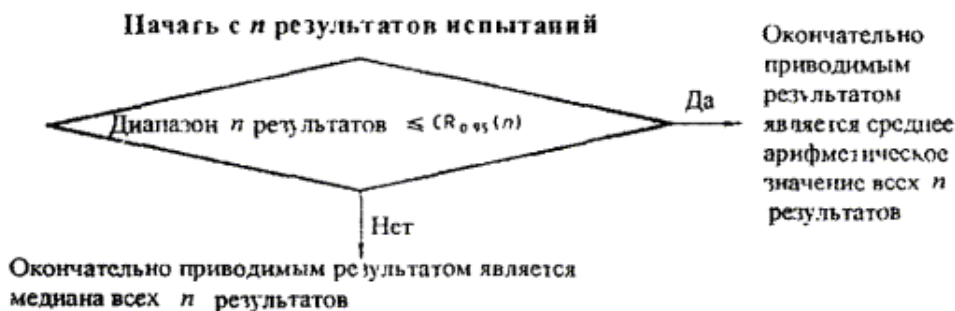 Начать с n результатов испытаний
Диапазон n результатов ≤ CR₀.₉₅(n)
Да
Окончательно
приводимым
результатом
является среднее
арифметическое
значение всех n
результатов
Нет
Окончательно приводимым результатом является
медиана всех n результатов